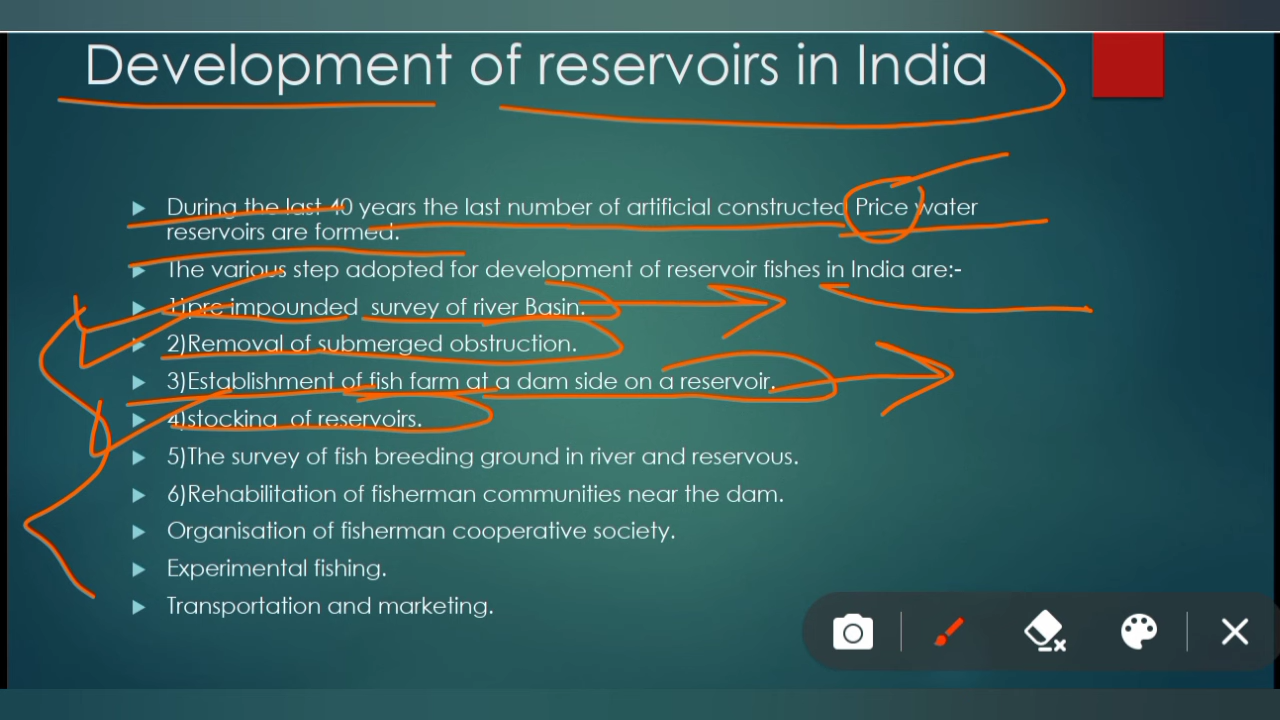 Development of reservoirs in India
During the last 40 years the last number of artificial constructed Price water
reservoirs are formed.
The various step adopted for development of reservoir fishes in India are:-
1)pre impounded survey of river Basin.
2)Removal of submerged obstruction.
3)Establishment of fish farm at a dam side on a reservoir.
4)stocking of reservoirs.
5)The survey of fish breeding ground in river and reservous.
6)Rehabilitation of fisherman communities near the dam.
Organisation of fisherman cooperative society.
Experimental fishing.
Transportation and marketing.